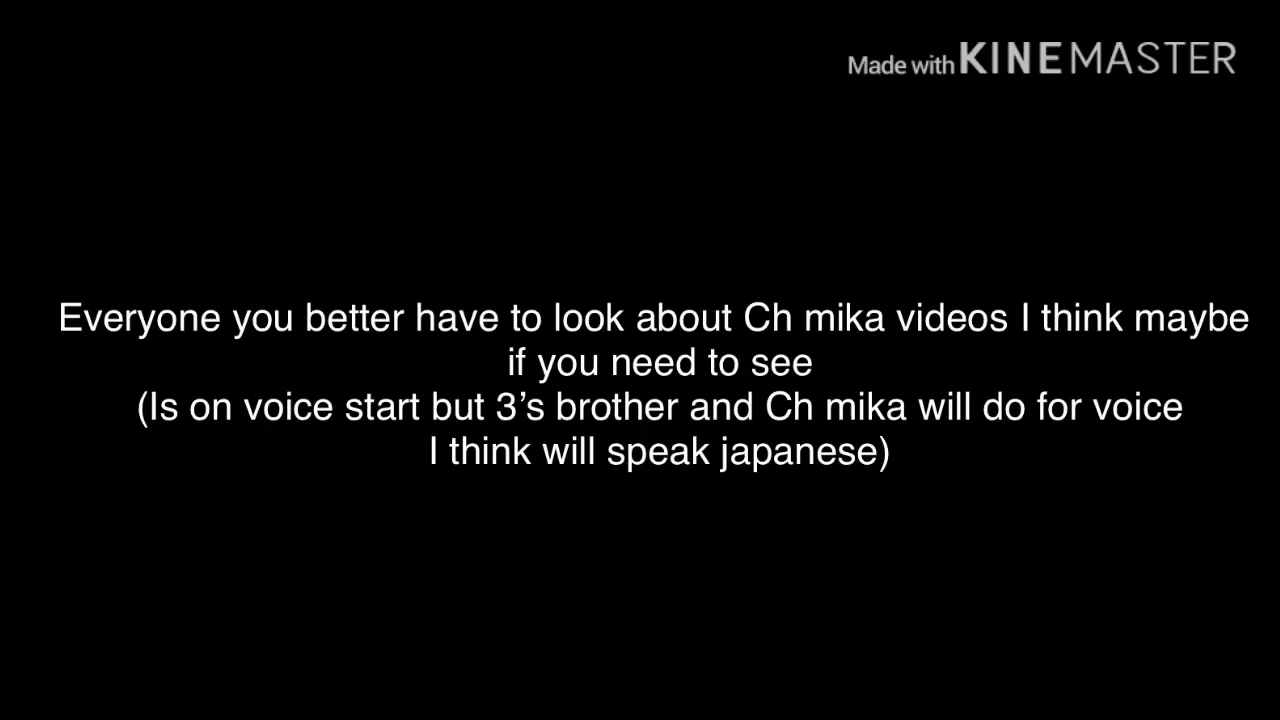 Made with KINEMASTER
Everyone you better have to look about Ch mika videos I think maybe
if you need to see
(Is on voice start but 3’s brother and Ch mika will do for voice
I think will speak japanese)